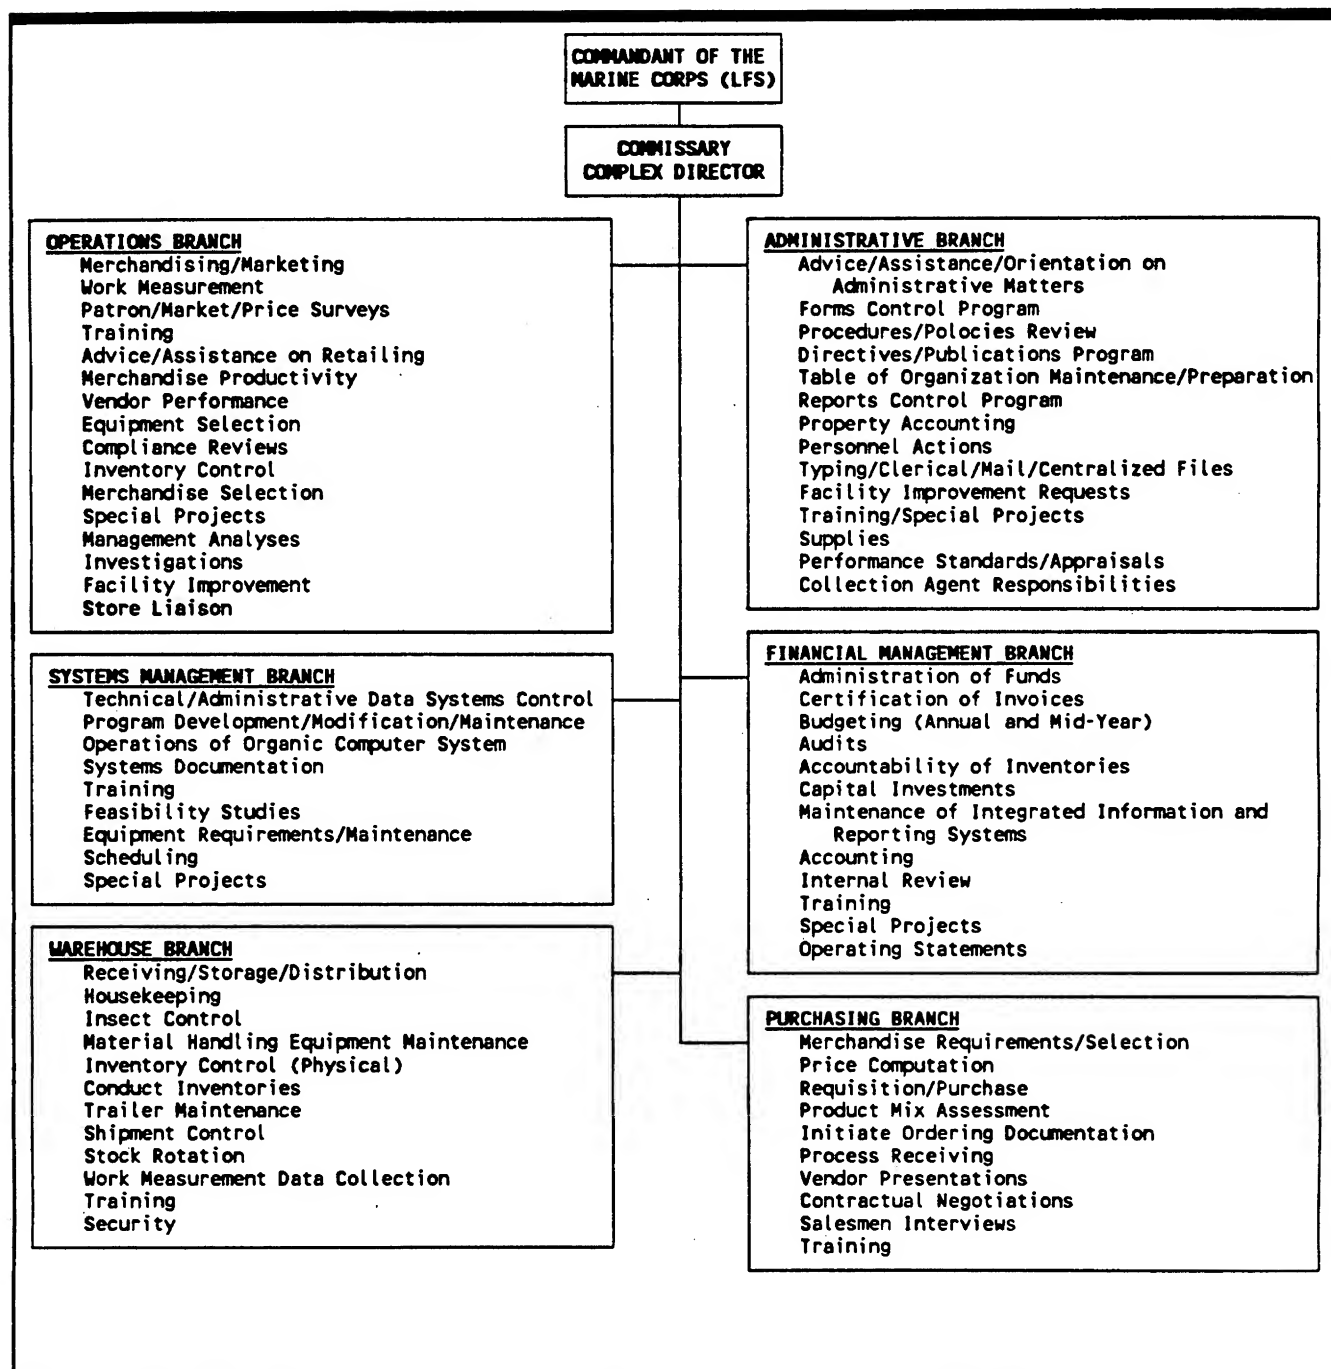 COMMANDANT OF THE
MARINE CORPS (LFS)
COMMISSARY
COMPLEX DIRECTOR
OPERATIONS BRANCH
Merchandising/Marketing
Work Measurement
Patron/Market/Price Surveys
Training
Advice/Assistance on Retailing
Merchandise Productivity
Vendor Performance
Equipment Selection
Compliance Reviews
Inventory Control
Merchandise Selection
Special Projects
Management Analyses
Investigations
Facility Improvement
Store Liaison
ADMINISTRATIVE BRANCH
Advice/Assistance/Orientation on
Administrative Matters
Forms Control Program
Procedures/Polocies Review
Directives/Publications Program
Table of Organization Maintenance/Preparation
Reports Control Program
Property Accounting
Personnel Actions
Typing/Clerical/Mail/Centralized Files
Facility Improvement Requests
Training/Special Projects
Supplies
Performance Standards/Appraisals
Collection Agent Responsibilities
SYSTEMS MANAGEMENT BRANCH
Technical/Administrative Data Systems Control
Program Development/Modification/Maintenance
Operations of Organic Computer System
Systems Documentation
Training
Feasibility Studies
Equipment Requirements/Maintenance
Scheduling
Special Projects
FINANCIAL MANAGEMENT BRANCH
Administration of Funds
Certification of Invoices
Budgeting (Annual and Mid-Year)
Audits
Accountability of Inventories
Capital Investments
Maintenance of Integrated Information and
Reporting Systems
Accounting
Internal Review
Training
Special Projects
Operating Statements
WAREHOUSE BRANCH
Receiving/Storage/Distribution
Housekeeping
Insect Control
Material Handling Equipment Maintenance
Inventory Control (Physical)
Conduct Inventories
Trailer Maintenance
Shipment Control
Stock Rotation
Work Measurement Data Collection
Training
Security
PURCHASING BRANCH
Merchandise Requirements/Selection
Price Computation
Requisition/Purchase
Product Mix Assessment
Initiate Ordering Documentation
Process Receiving
Vendor Presentations
Contractual Negotiations
Salesmen Interviews
Training